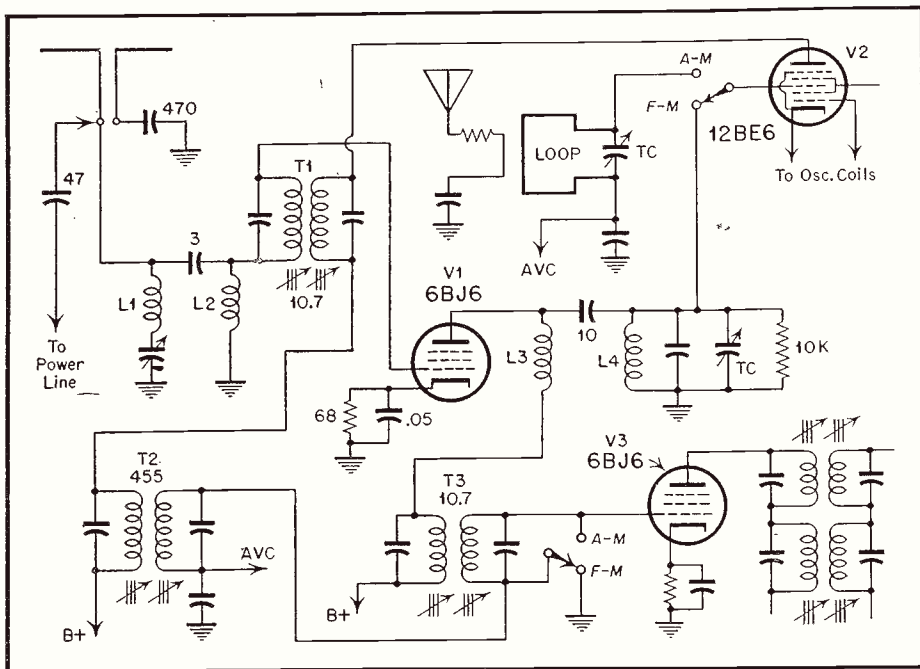 470
47
3
To
Power
Line
L1
L2
T1
10.7
A-M
F-M
V2
12BE6
To Osc. Coils
LOOP
TC
AVC
V1
6BJ6
68
.05
L3
10
L4
TC
10K
T2
455
AVC
B+
T3
10.7
B+
A-M
F-M
V3
6BJ6